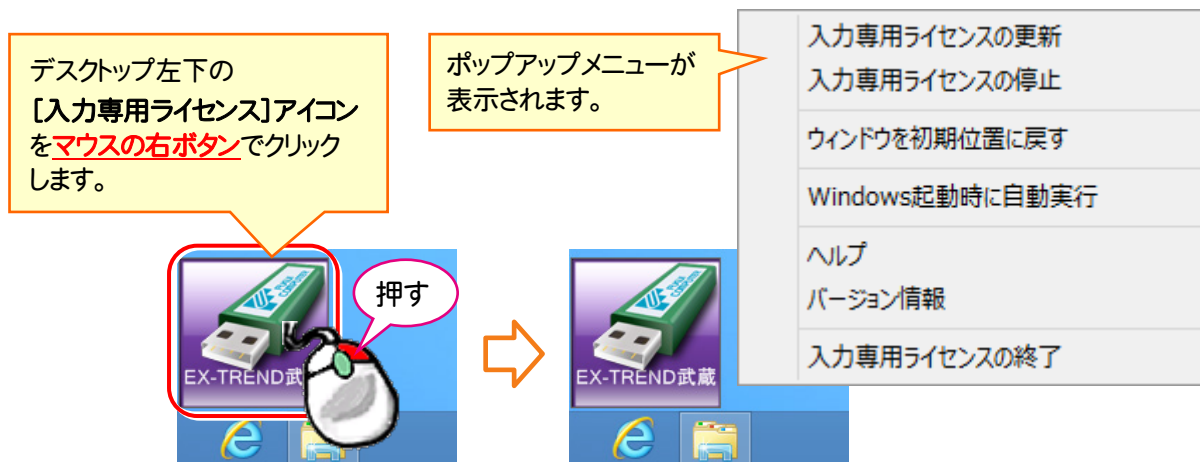 デスクトップ左下の
[入力専用ライセンス]アイコン
をマウスの右ボタンでクリック
します。
ポップアップメニューが
表示されます。
入力専用ライセンスの更新
入力専用ライセンスの停止
ウィンドウを初期位置に戻す
Windows起動時に自動実行
ヘルプ
バージョン情報
入力専用ライセンスの終了
FUKUI COMPUTER
EX-TREND武
押す
FUKUI COMPUTER
EX-TREND武蔵